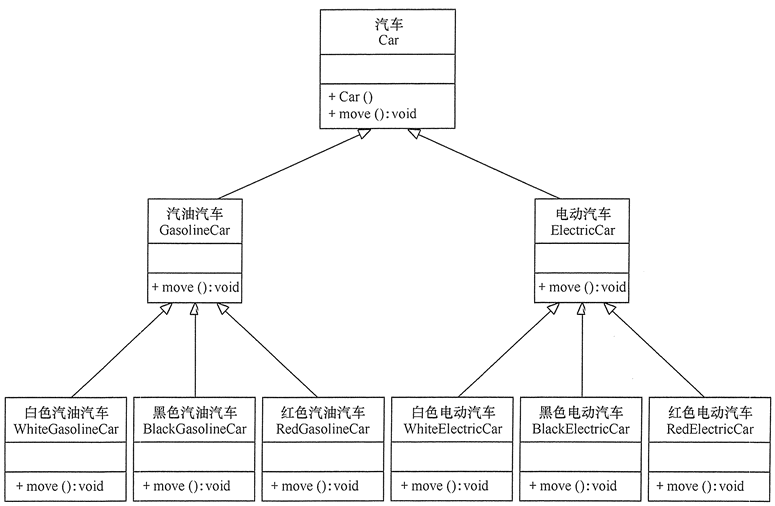 汽车
Car
+ Car ()
+ move () : void
汽油汽车
GasolineCar
+ move () : void
电动汽车
ElectricCar
+ move () : void
白色汽油汽车
WhiteGasolineCar
+ move () : void
黑色汽油汽车
BlackGasolineCar
+ move () : void
红色汽油汽车
RedGasolineCar
+ move () : void
白色电动汽车
WhiteElectricCar
+ move () : void
黑色电动汽车
BlackElectricCar
+ move () : void
红色电动汽车
RedElectricCar
+ move () : void